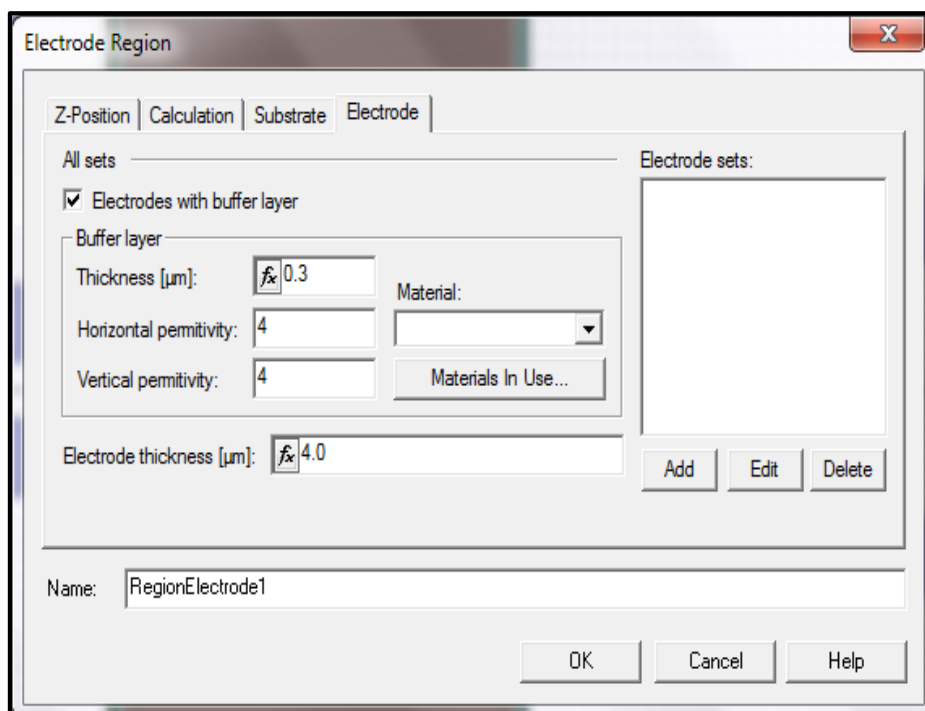 Electrode Region
x
Z-Position Calculation Substrate Electrode
All sets
Electrode sets:
Electrodes with buffer layer
Buffer layer
Thickness [µm]: fx 0.3
Material:
Horizontal permitivity: 4
Vertical permitivity: 4
Materials In Use...
Electrode thickness [µm]: fx 4.0
Add Edit Delete
Name: RegionElectrode1
OK Cancel Help